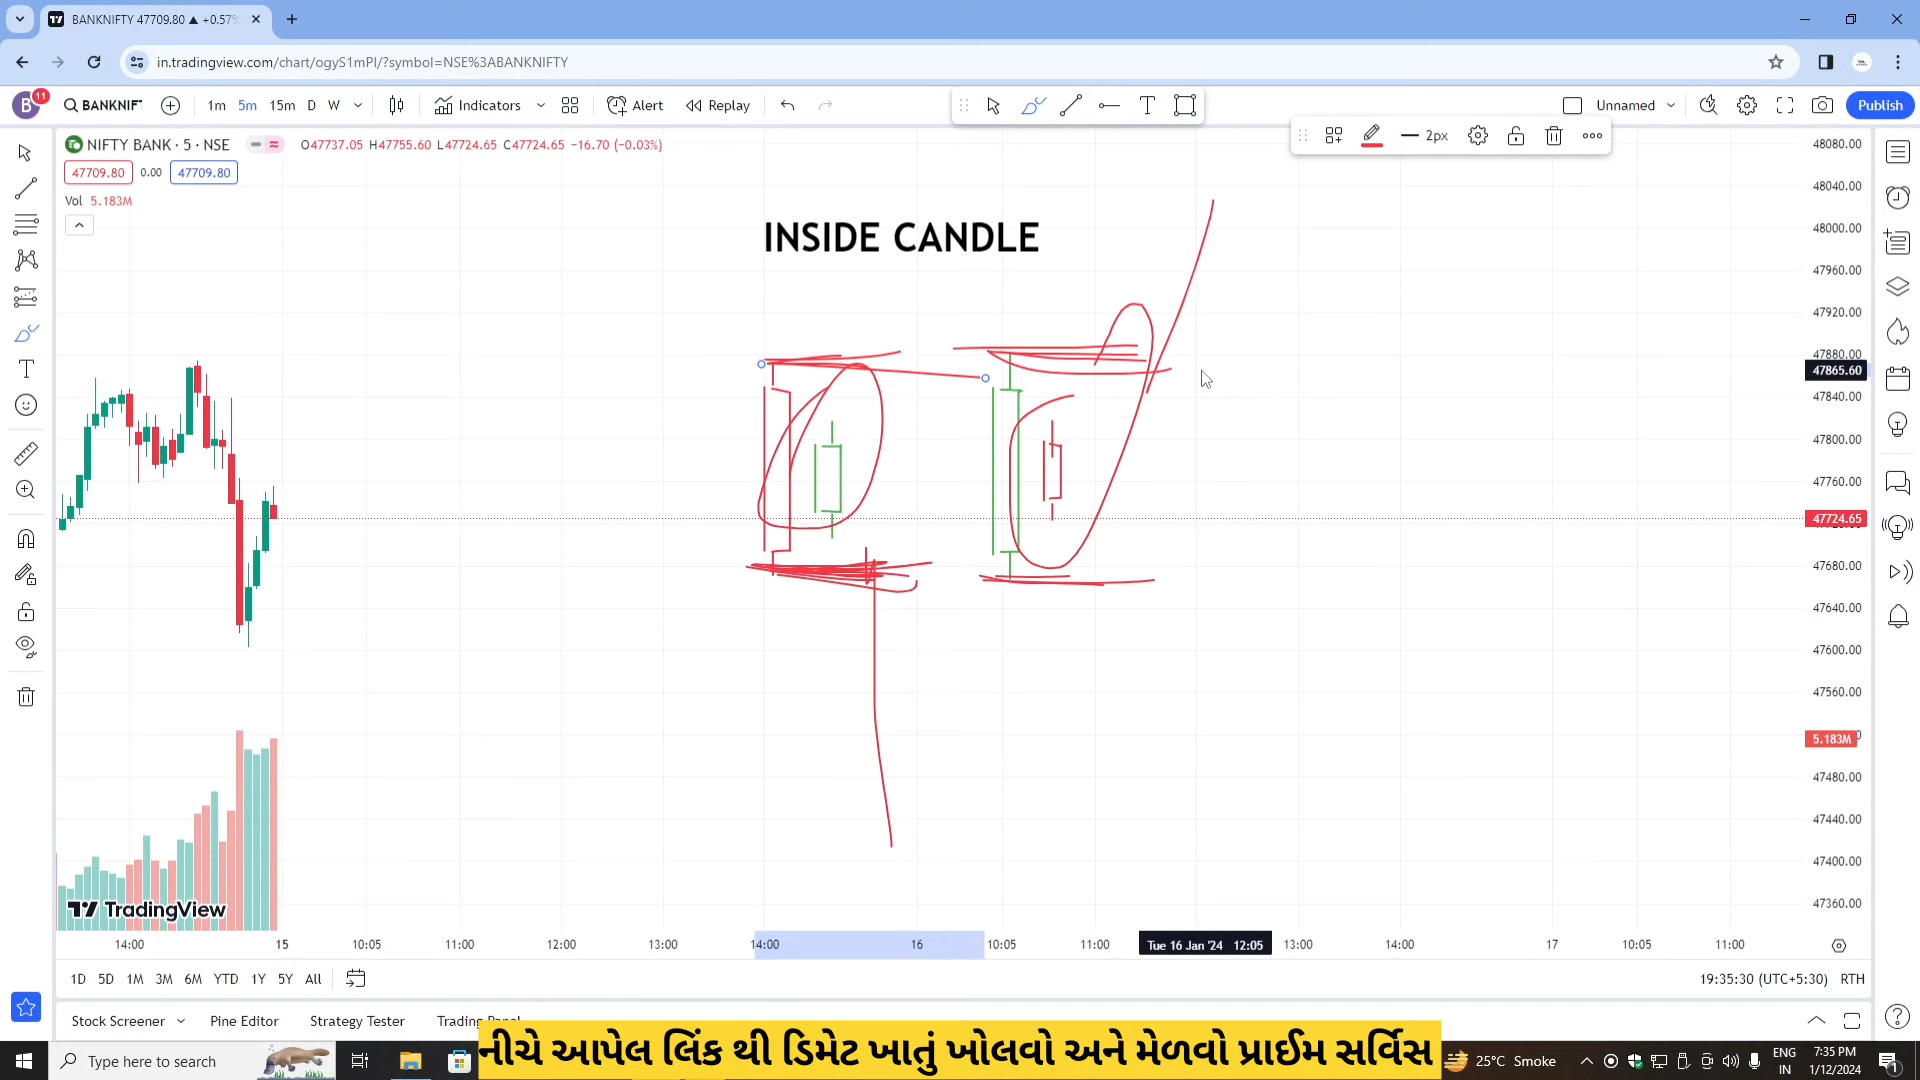 BANKNIFTY 47709.80 ▲ +0.57%
in.tradingview.com/chart/ogyS1mPl/?symbol=NSE%3ABANKNIFTY
B 11 BANKNIF 1m 5m 15m D W Indicators Alert Replay Unnamed Publish
NIFTY BANK · 5 · NSE O47737.05 H47755.60 L47724.65 C47724.65 −16.70 (−0.03%)
2px
47709.80 0.00 47709.80
Vol 5.183M
INSIDE CANDLE
48080.00
48040.00
48000.00
47960.00
47920.00
47880.00
47865.60
47840.00
47800.00
47760.00
47724.65
47680.00
47640.00
47600.00
47560.00
5.183M
47480.00
47440.00
47400.00
47360.00
TradingView
14:00 15 10:05 11:00 12:00 13:00 14:00 16 10:05 11:00 Tue 16 Jan '24 12:05 13:00 14:00 17 10:05 11:00
1D 5D 1M 3M 6M YTD 1Y 5Y All 19:35:30 (UTC+5:30) RTH
Stock Screener Pine Editor Strategy Tester Trading Panel
નીચે આપેલ લિંક થી ડિમેટ ખાતું ખોલવો અને મેળવો પ્રાઈમ સર્વિસ
Type here to search 25°C Smoke ENG IN 7:35 PM 1/12/2024 1